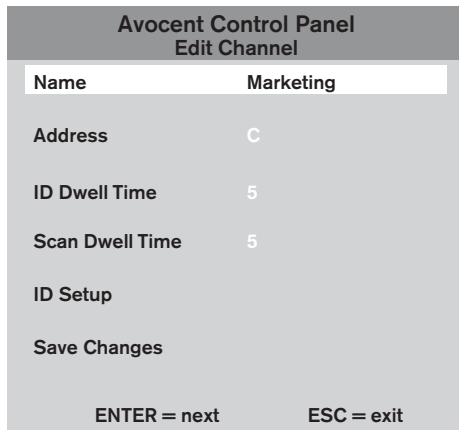 Avocent Control Panel
Edit Channel
Name Marketing
Address C
ID Dwell Time 5
Scan Dwell Time 5
ID Setup
Save Changes
ENTER = next ESC = exit